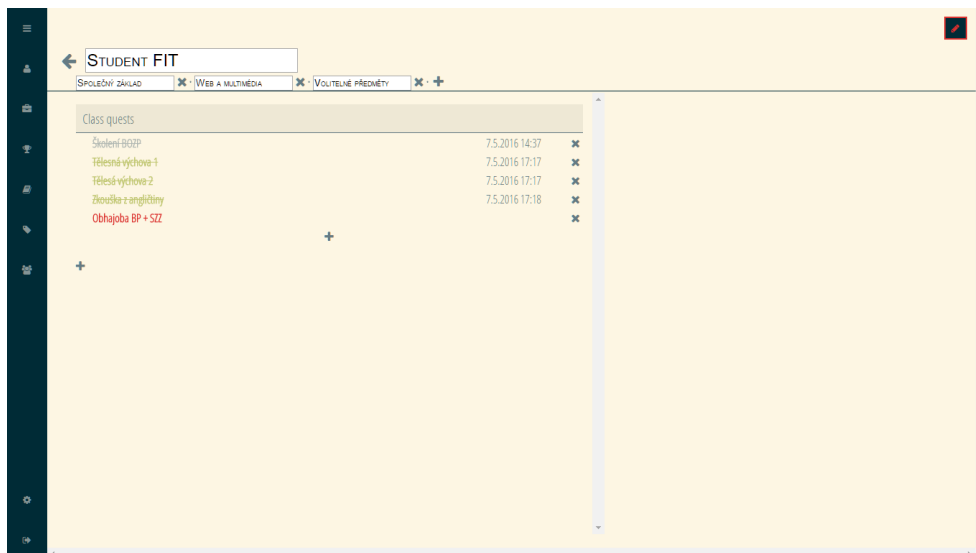 Student FIT
Společný základ · Web a multimédia · Volitelné předměty ·
Class quests
Školení BOZP 7.5.2016 14:37
Tělesná výchova 1 7.5.2016 17:17
Tělesá výchova 2 7.5.2016 17:17
Zkouška z angličtiny 7.5.2016 17:18
Obhajoba BP + SZZ